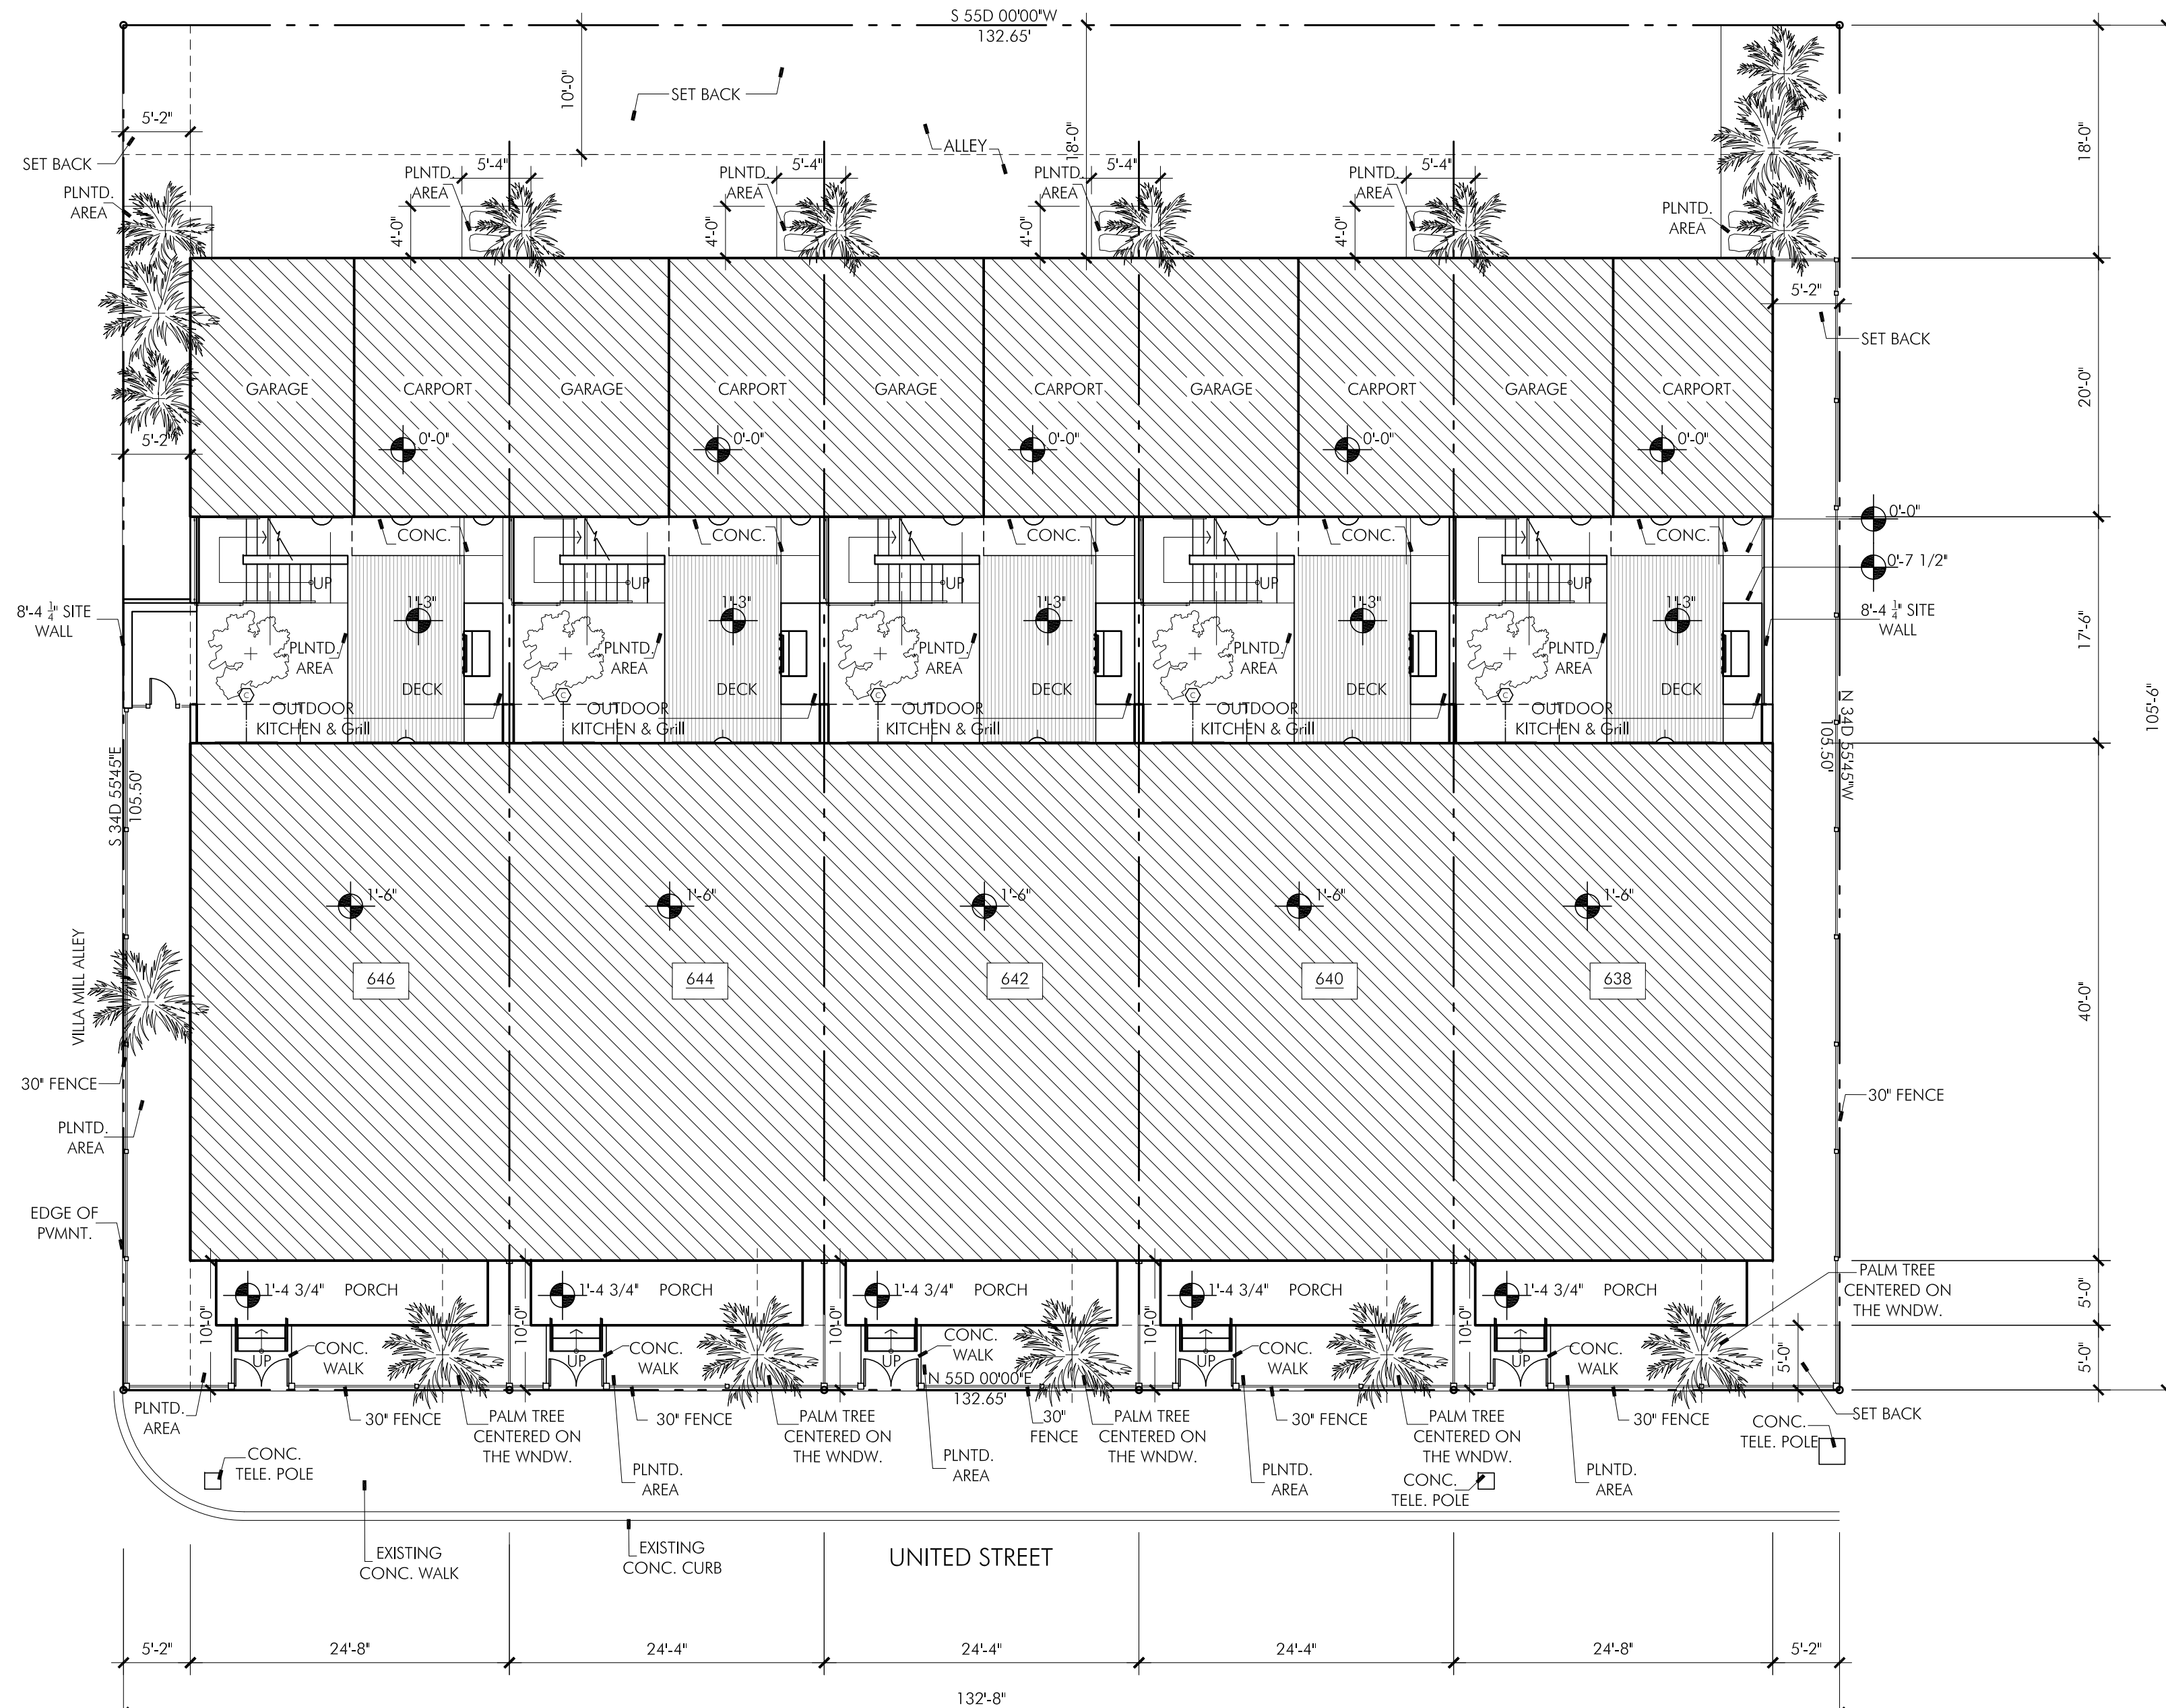 S 55D 00'00"W
132.65'
10'-0"
SET BACK
5'-2"
ALLEY
18'-0"
18'-0"
SET BACK
PLNTD.
AREA
PLNTD.
AREA
5'-4"
PLNTD.
AREA
5'-4"
PLNTD.
AREA
5'-4"
PLNTD.
AREA
5'-4"
PLNTD.
AREA
4'-0"
4'-0"
4'-0"
4'-0"
5'-2"
SET BACK
GARAGE
CARPORT
GARAGE
CARPORT
GARAGE
CARPORT
GARAGE
CARPORT
GARAGE
CARPORT
20'-0"
5'-2"
0'-0"
0'-0"
0'-0"
0'-0"
0'-0"
0'-0"
CONC.
CONC.
CONC.
CONC.
CONC.
0'-7 1/2"
UP
UP
UP
UP
UP
8'-4 1/4" SITE
WALL
1'-3"
1'-3"
1'-3"
1'-3"
1'-3"
8'-4 1/4" SITE
WALL
17'-6"
PLNTD.
AREA
PLNTD.
AREA
PLNTD.
AREA
PLNTD.
AREA
PLNTD.
AREA
DECK
DECK
DECK
DECK
DECK
C
C
C
C
C
OUTDOOR
KITCHEN & Grill
OUTDOOR
KITCHEN & Grill
OUTDOOR
KITCHEN & Grill
OUTDOOR
KITCHEN & Grill
OUTDOOR
KITCHEN & Grill
105'-6"
S 34D 55'45"E
105.50'
N 34D 55'45"W
105.50'
1'-6"
1'-6"
1'-6"
1'-6"
1'-6"
VILLA MILL ALLEY
646
644
642
640
638
40'-0"
30" FENCE
30" FENCE
PLNTD.
AREA
EDGE OF
PVMNT.
1'-4 3/4"
PORCH
1'-4 3/4"
PORCH
1'-4 3/4"
PORCH
1'-4 3/4"
PORCH
1'-4 3/4"
PORCH
PALM TREE
CENTERED ON
THE WNDW.
5'-0"
10'-0"
10'-0"
10'-0"
10'-0"
10'-0"
UP
CONC.
WALK
UP
CONC.
WALK
UP
CONC.
WALK
UP
CONC.
WALK
UP
CONC.
WALK
5'-0"
5'-0"
N 55D 00'00"E
132.65'
PLNTD.
AREA
30" FENCE
PALM TREE
CENTERED ON
THE WNDW.
30" FENCE
PALM TREE
CENTERED ON
THE WNDW.
30"
FENCE
PALM TREE
CENTERED ON
THE WNDW.
30" FENCE
PALM TREE
CENTERED ON
THE WNDW.
30" FENCE
SET BACK
CONC.
TELE. POLE
CONC.
TELE. POLE
PLNTD.
AREA
PLNTD.
AREA
PLNTD.
AREA
CONC.
TELE. POLE
PLNTD.
AREA
EXISTING
CONC. WALK
EXISTING
CONC. CURB
UNITED STREET
5'-2"
24'-8"
24'-4"
24'-4"
24'-4"
24'-8"
5'-2"
132'-8"